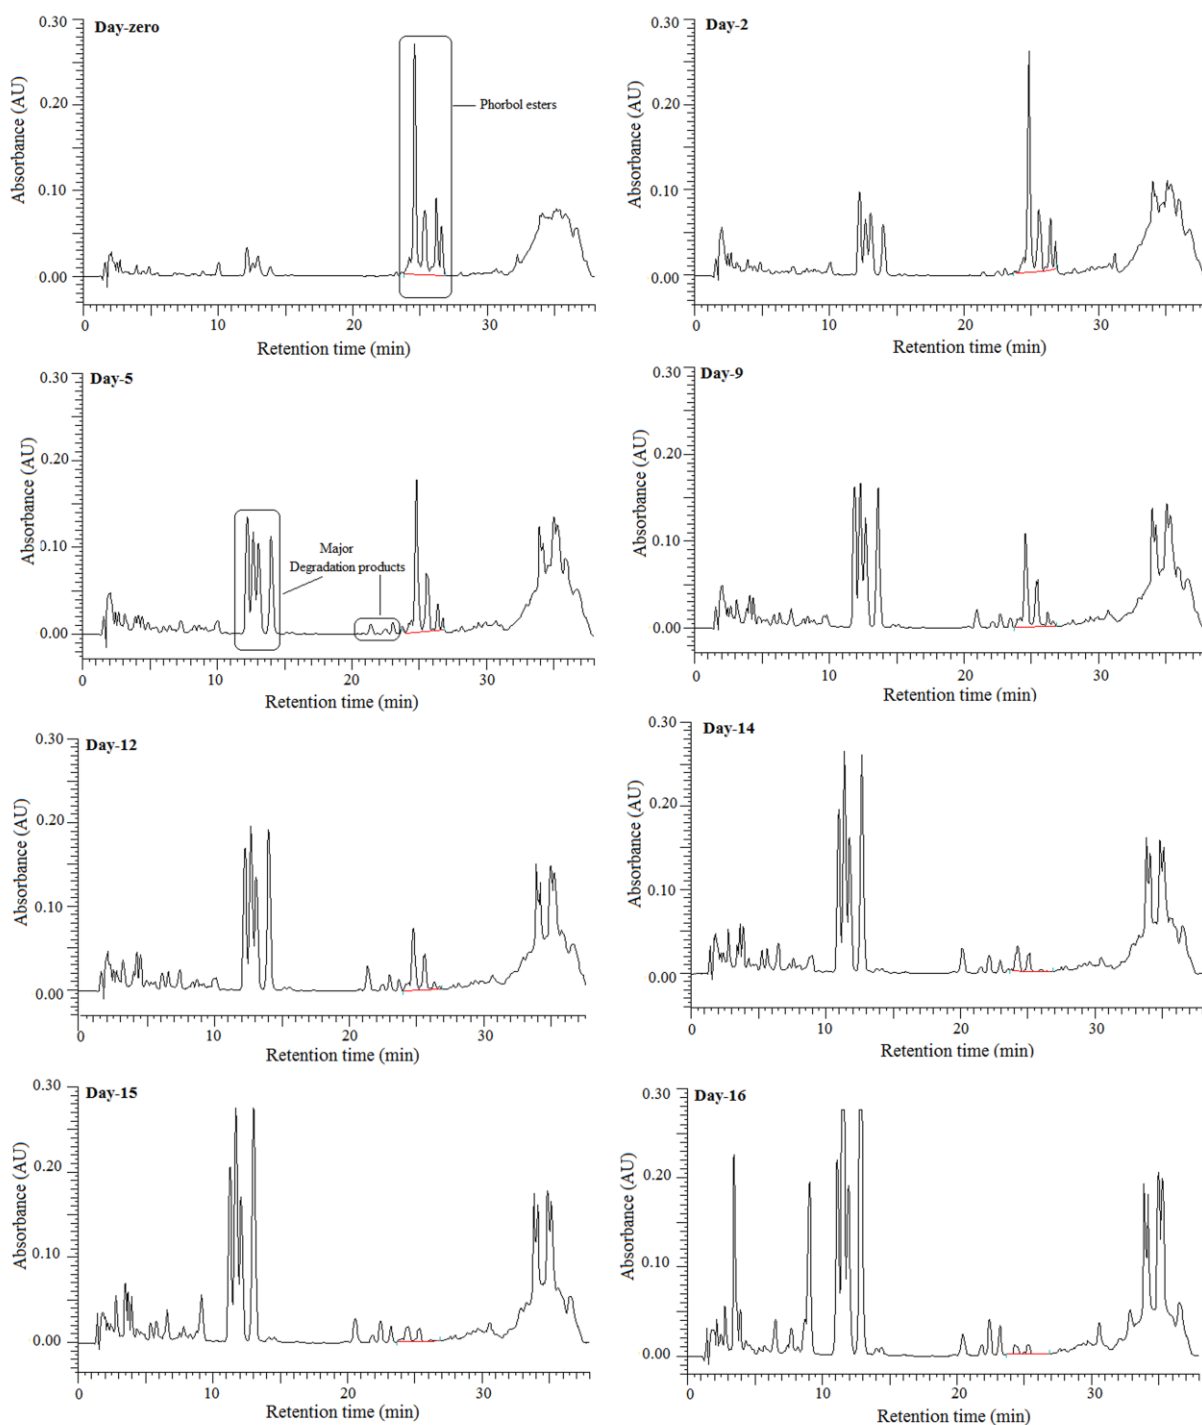 Day-zero
0.30
0.20
0.10
0.00
Absorbance (AU)
Phorbol esters
0 10 20 30
Retention time (min)
Day-2
0.30
0.20
0.10
0.00
Absorbance (AU)
0 10 20 30
Retention time (min)
Day-5
0.30
0.20
0.10
0.00
Absorbance (AU)
Major
Degradation products
0 10 20 30
Retention time (min)
Day-9
0.30
0.20
0.10
0.00
Absorbance (AU)
0 10 20 30
Retention time (min)
Day-12
0.30
0.20
0.10
0.00
Absorbance (AU)
0 10 20 30
Retention time (min)
Day-14
0.30
0.20
0.10
0.00
Absorbance (AU)
0 10 20 30
Retention time (min)
Day-15
0.30
0.20
0.10
0.00
Absorbance (AU)
0 10 20 30
Retention time (min)
Day-16
0.30
0.20
0.10
0.00
Absorbance (AU)
0 10 20 30
Retention time (min)